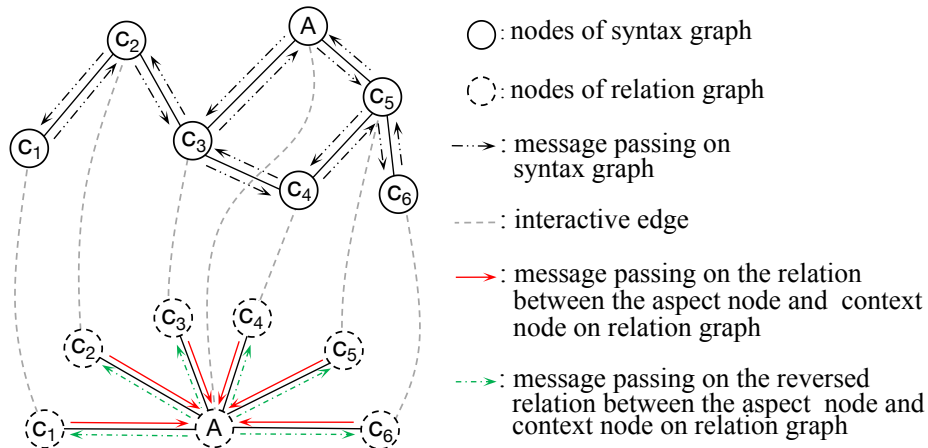 C2
A
C5
C1
C3
C4
C6
C3
C4
C2
C5
C1
A
C6
: nodes of syntax graph
: nodes of relation graph
: message passing on
syntax graph
: interactive edge
: message passing on the relation
between the aspect node and context
node on relation graph
: message passing on the reversed
relation between the aspect node and
context node on relation graph